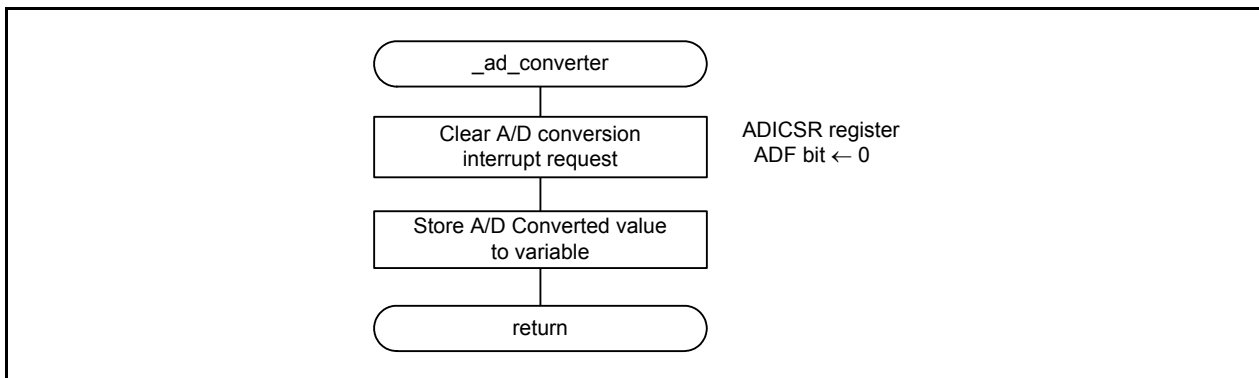 _ad_converter
Clear A/D conversion
interrupt request
ADICSR register
ADF bit ← 0
Store A/D Converted value
to variable
return